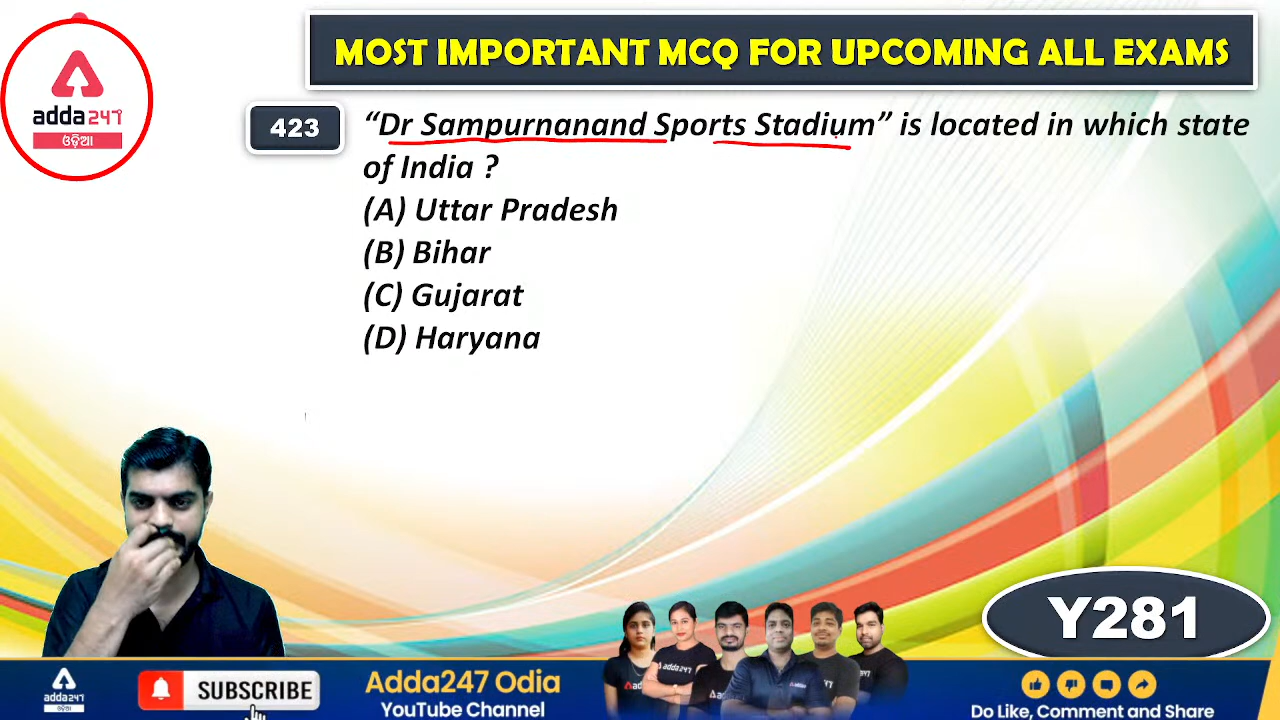 MOST IMPORTANT MCQ FOR UPCOMING ALL EXAMS
adda247
ଓଡ଼ିଆ
423
“Dr Sampurnanand Sports Stadium” is located in which state
of India ?
(A) Uttar Pradesh
(B) Bihar
(C) Gujarat
(D) Haryana
Y281
adda247
ଓଡ଼ିଆ
SUBSCRIBE
Adda247 Odia
YouTube Channel
adda247
Do Like, Comment and Share